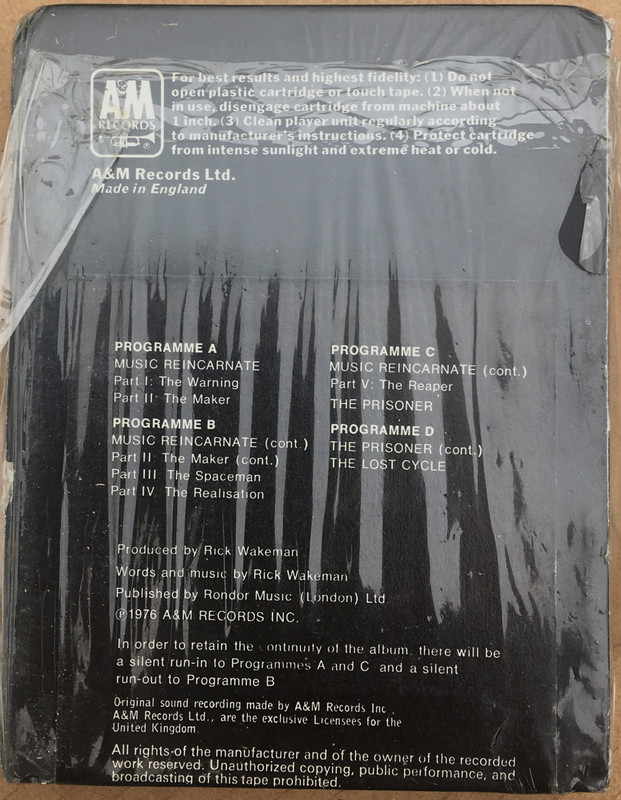 A&M
RECORDS
For best results and highest fidelity: (1) Do not
open plastic cartridge or touch tape. (2) When not
in use, disengage cartridge from machine about
1 inch. (3) Clean player unit regularly according
to manufacturer's instructions. (4) Protect cartridge
from intense sunlight and extreme heat or cold.
A&M Records Ltd.
Made in England
PROGRAMME A
MUSIC REINCARNATE
Part I: The Warning
Part II: The Maker
PROGRAMME B
MUSIC REINCARNATE (cont.)
Part II: The Maker (cont.)
Part III: The Spaceman
Part IV: The Realisation
PROGRAMME C
MUSIC REINCARNATE (cont.)
Part V: The Reaper
THE PRISONER
PROGRAMME D
THE PRISONER (cont.)
THE LOST CYCLE
Produced by Rick Wakeman
Words and music by Rick Wakeman
Published by Rondor Music (London) Ltd.
℗1976 A&M RECORDS INC.
In order to retain the continuity of the album, there will be
a silent run-in to Programmes A and C and a silent
run-out to Programme B
Original sound recording made by A&M Records Inc.,
A&M Records Ltd., are the exclusive Licensees for the
United Kingdom.
All rights of the manufacturer and of the owner of the recorded
work reserved. Unauthorized copying, public performance, and
broadcasting of this tape prohibited.